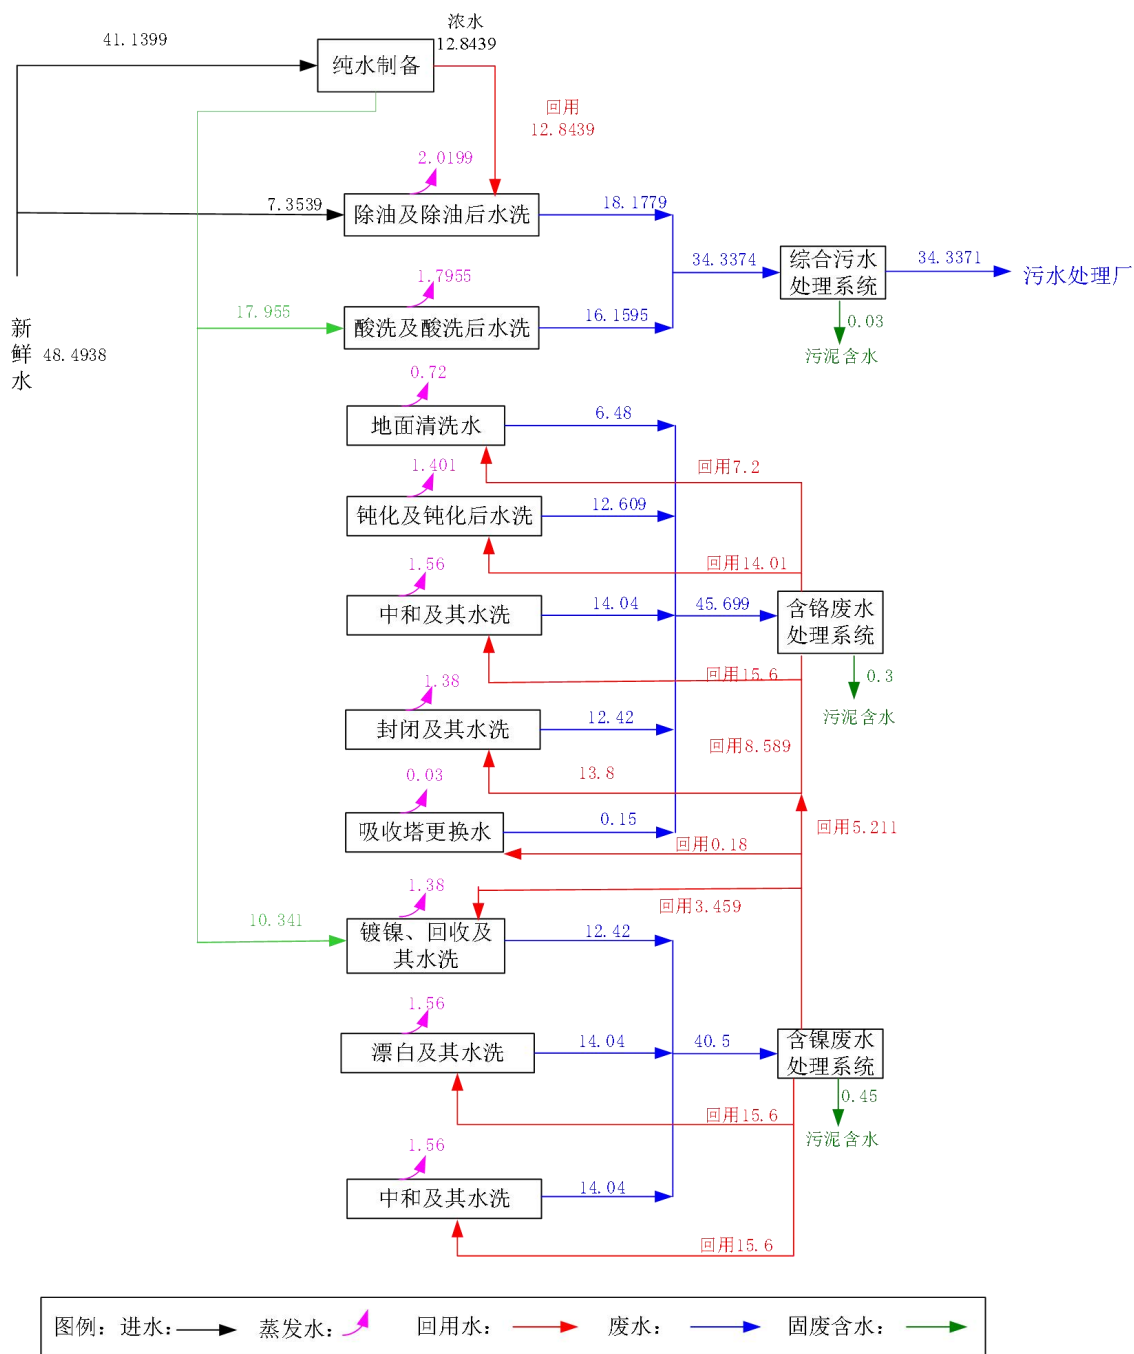 浓水
41.1399
12.8439
纯水制备
回用
12.8439
2.0199
7.3539
除油及除油后水洗
18.1779
34.3374
综合污水
处理系统
34.3371
污水处理厂
1.7955
17.955
酸洗及酸洗后水洗
16.1595
0.03
污泥含水
新
鲜
水
48.4938
0.72
地面清洗水
6.48
回用7.2
1.401
钝化及钝化后水洗
12.609
回用14.01
1.56
中和及其水洗
14.04
45.699
含铬废水
处理系统
回用15.6
0.3
污泥含水
1.38
封闭及其水洗
12.42
回用8.589
13.8
0.03
吸收塔更换水
0.15
回用5.211
回用0.18
1.38
回用3.459
10.341
镀镍、回收及
其水洗
12.42
1.56
漂白及其水洗
14.04
40.5
含镍废水
处理系统
0.45
回用15.6
污泥含水
1.56
中和及其水洗
14.04
回用15.6
图例：进水： 蒸发水： 回用水： 废水： 固废含水：